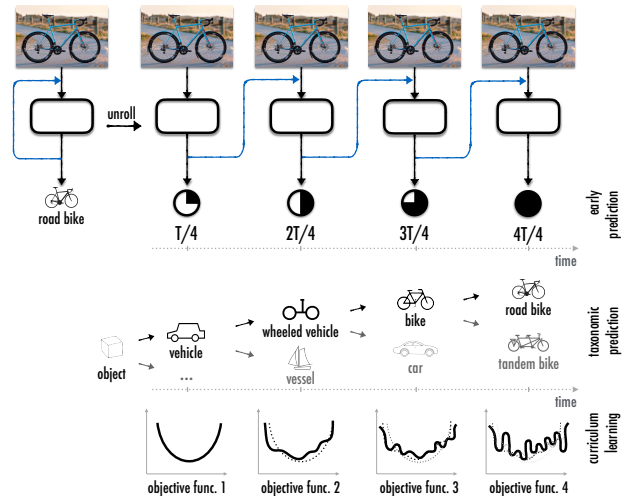 unroll
road bike
T/4
2T/4
3T/4
4T/4
early
prediction
time
object
vehicle
...
wheeled vehicle
vessel
bike
car
road bike
tandem bike
taxonomic
prediction
time
objective func. 1
objective func. 2
objective func. 3
objective func. 4
curriculum
learning